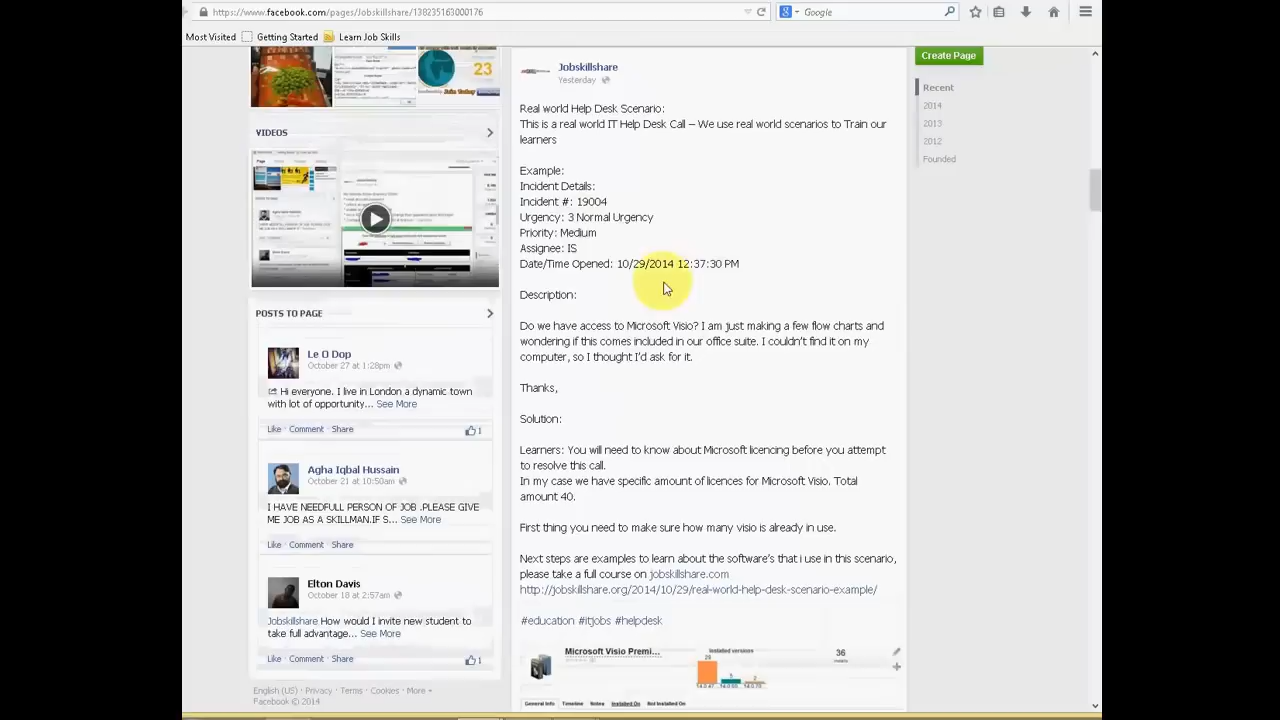 https://www.facebook.com/pages/Jobskillshare/138235163000176
Google
Most Visited
Getting Started
Learn Job Skills
Create Page
Recent
2014
2013
2012
Founded
23
VIDEOS
POSTS TO PAGE
Le O Dop
October 27 at 1:28pm
Hi everyone. I live in London a dynamic town
with lot of opportunity... See More
Like Comment Share
1
Agha Iqbal Hussain
October 21 at 10:50am
I HAVE NEEDFULL PERSON OF JOB .PLEASE GIVE
ME JOB AS A SKILLMAN.IF S... See More
Like Comment Share
Elton Davis
October 18 at 2:57am
Jobskillshare How would I invite new student to
take full advantage... See More
Like Comment Share
1
English (US) · Privacy · Terms · Cookies · More
Facebook © 2014
Jobskillshare
Yesterday
Real world Help Desk Scenario:
This is a real world IT Help Desk Call – We use real world scenarios to Train our
learners
Example:
Incident Details:
Incident #: 19004
Urgency: 3 Normal Urgency
Priority: Medium
Assignee: IS
Date/Time Opened: 10/29/2014 12:37:30 PM
Description:
Do we have access to Microsoft Visio? I am just making a few flow charts and
wondering if this comes included in our office suite. I couldn't find it on my
computer, so I thought I'd ask for it.
Thanks,
Solution:
Learners: You will need to know about Microsoft licencing before you attempt
to resolve this call.
In my case we have specific amount of licences for Microsoft Visio. Total
amount 40.
First thing you need to make sure how many visio is already in use.
Next steps are examples to learn about the software's that i use in this scenario,
please take a full course on jobskillshare.com
http://jobskillshare.org/2014/10/29/real-world-help-desk-scenario-example/
#education #itjobs #helpdesk
Microsoft Visio Premi...
Installed versions
36
General Info Timeline Notes Installed On Not Installed On